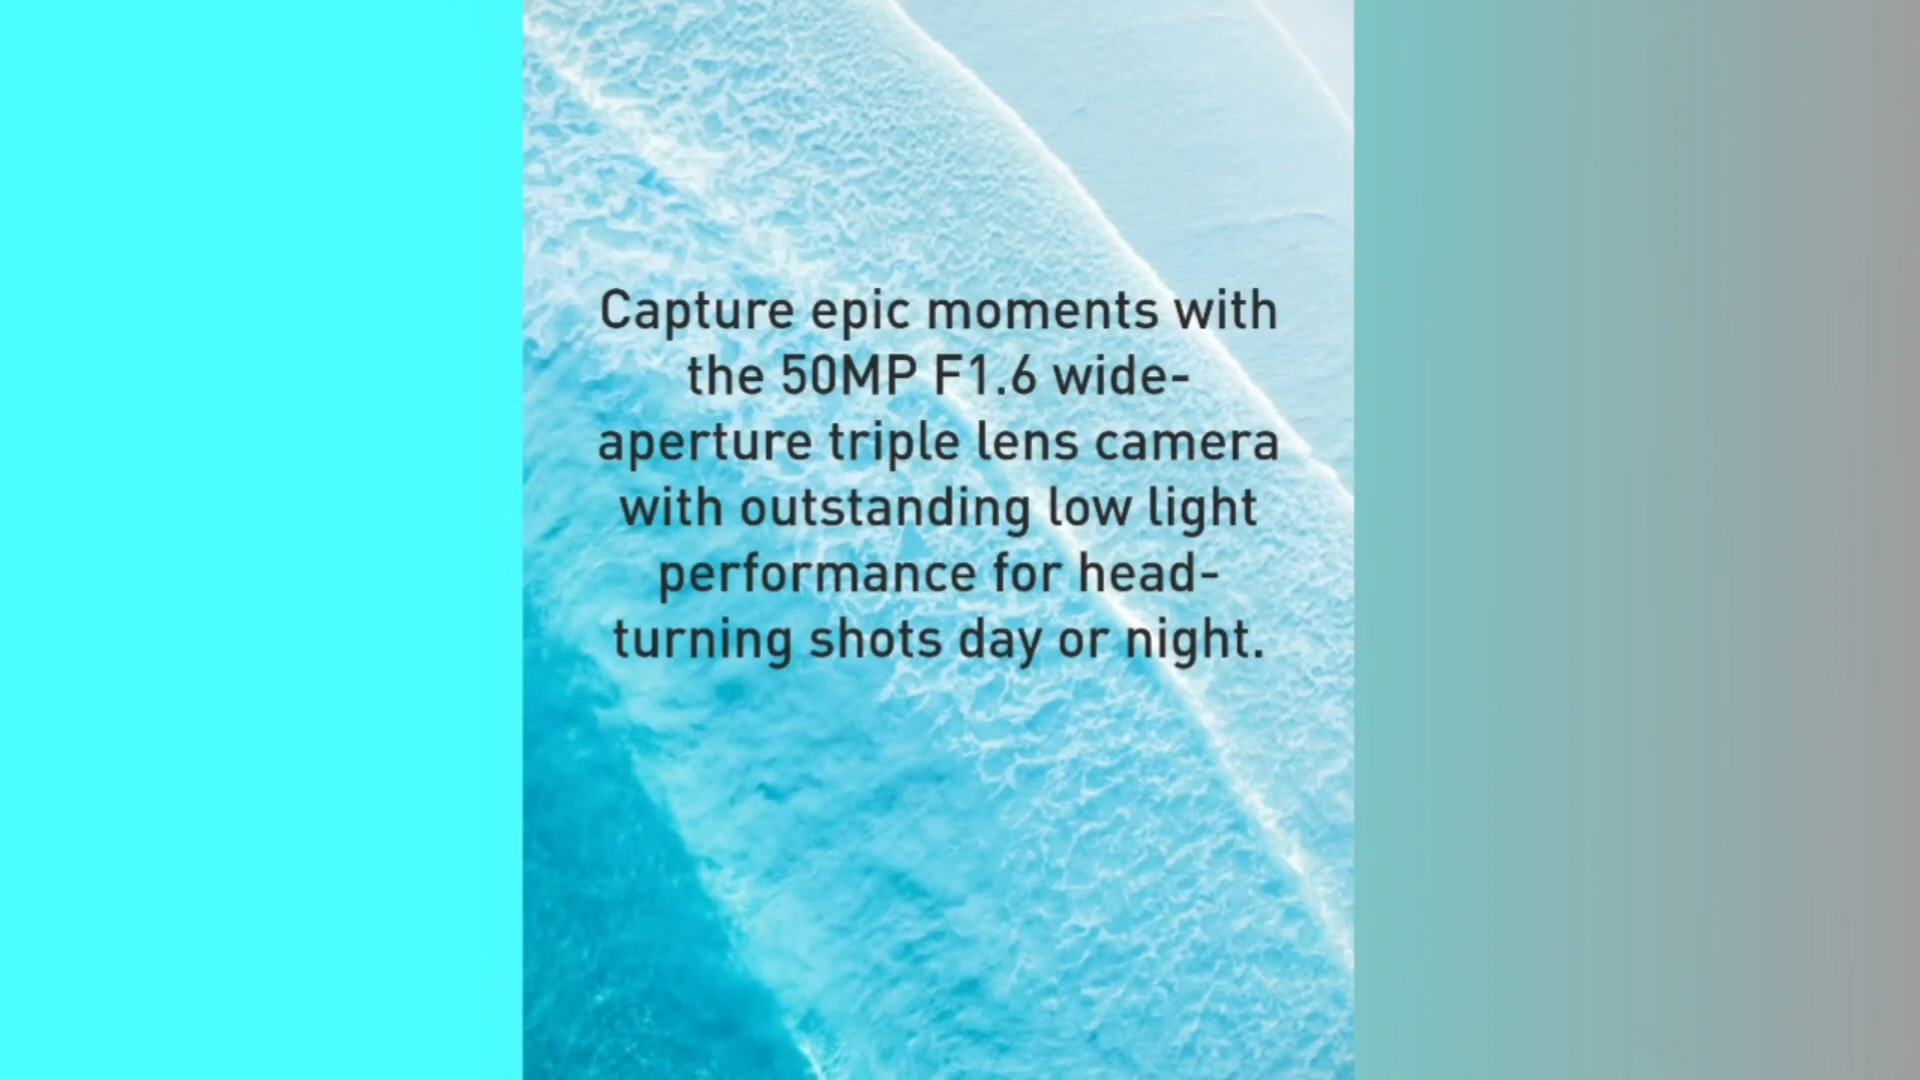 Capture epic moments with
the 50MP F1.6 wide-
aperture triple lens camera
with outstanding low light
performance for head-
turning shots day or night.